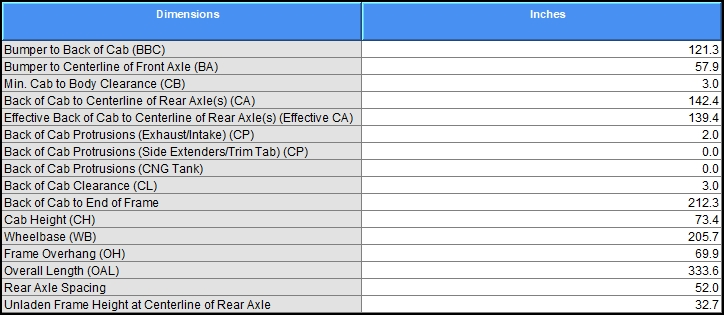 Dimensions Inches
Bumper to Back of Cab (BBC) 121.3
Bumper to Centerline of Front Axle (BA) 57.9
Min. Cab to Body Clearance (CB) 3.0
Back of Cab to Centerline of Rear Axle(s) (CA) 142.4
Effective Back of Cab to Centerline of Rear Axle(s) (Effective CA) 139.4
Back of Cab Protrusions (Exhaust/Intake) (CP) 2.0
Back of Cab Protrusions (Side Extenders/Trim Tab) (CP) 0.0
Back of Cab Protrusions (CNG Tank) 0.0
Back of Cab Clearance (CL) 3.0
Back of Cab to End of Frame 212.3
Cab Height (CH) 73.4
Wheelbase (WB) 205.7
Frame Overhang (OH) 69.9
Overall Length (OAL) 333.6
Rear Axle Spacing 52.0
Unladen Frame Height at Centerline of Rear Axle 32.7